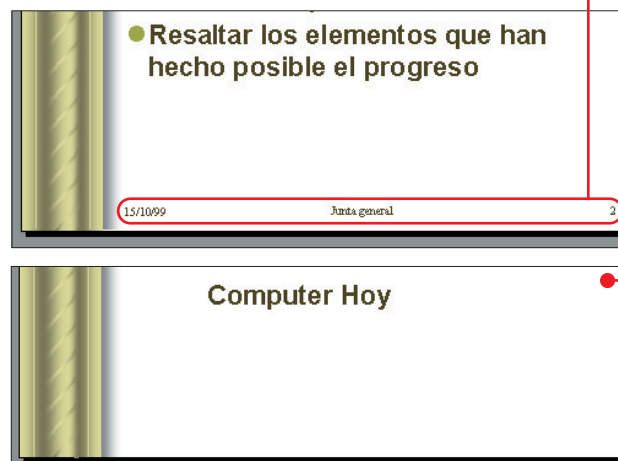 Resaltar los elementos que han
hecho posible el progreso
15/10/99 Junta general 2
Computer Hoy